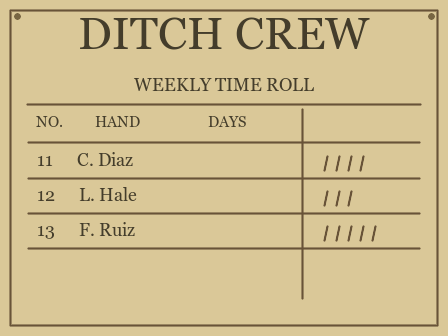 DITCH CREW
WEEKLY TIME ROLL
NO. HAND DAYS
11 C. Diaz ////
12 L. Hale ///
13 F. Ruiz /////